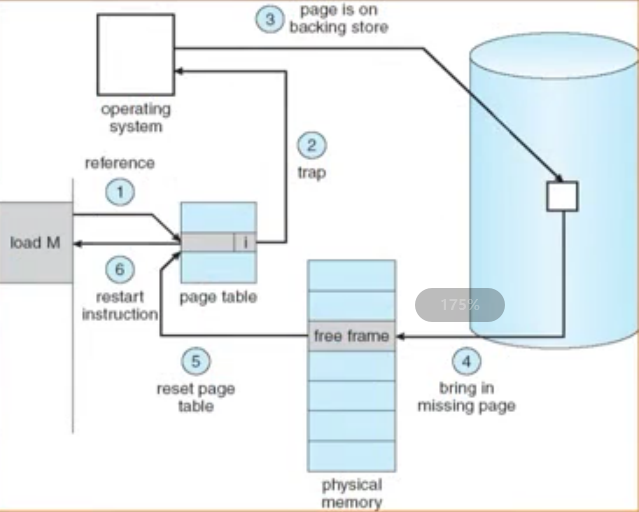 3
page is on
backing store
operating
system
2
trap
reference
1
load M
i
6
restart
instruction
page table
175%
free frame
5
reset page
table
4
bring in
missing page
physical
memory